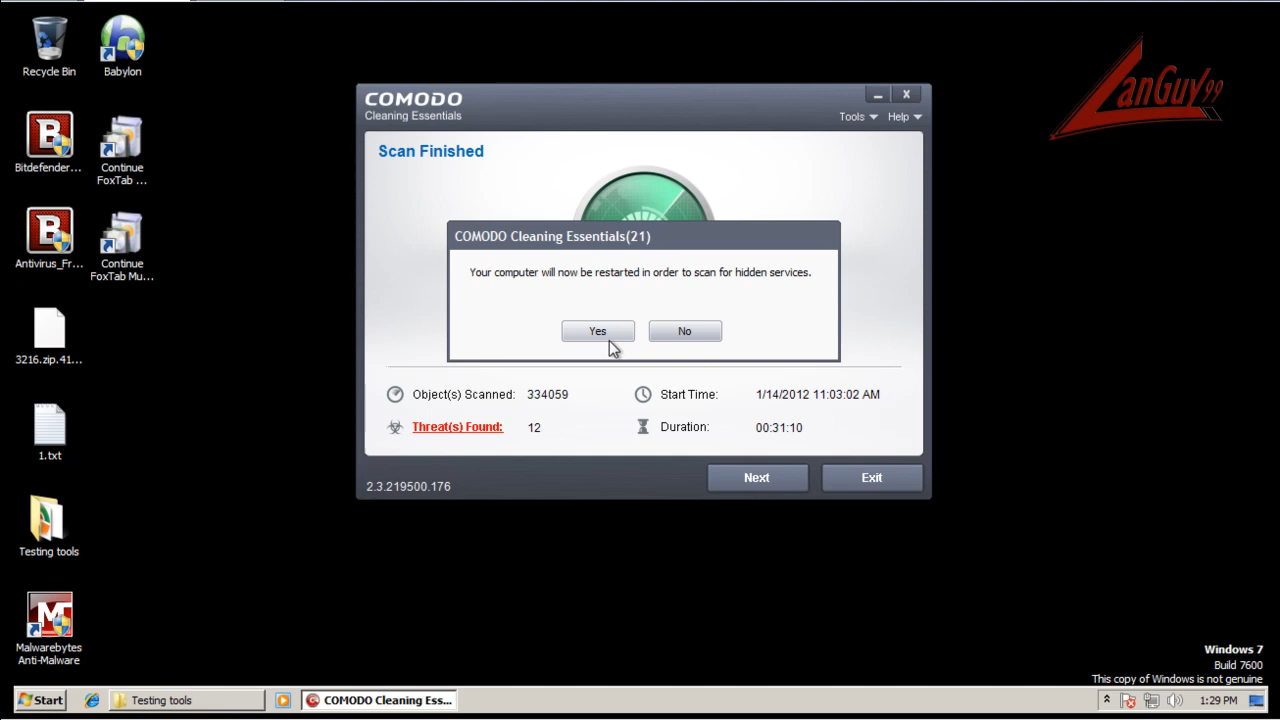 Recycle Bin
Babylon
Bitdefender...
Continue
FoxTab ...
Antivirus_Fr...
Continue
FoxTab Mu...
3216.zip.41...
1.txt
Testing tools
Malwarebytes
Anti-Malware
LanGuy99
COMODO
Cleaning Essentials
Tools
Help
Scan Finished
COMODO Cleaning Essentials(21)
Your computer will now be restarted in order to scan for hidden services.
Yes
No
Object(s) Scanned: 334059
Start Time: 1/14/2012 11:03:02 AM
Threat(s) Found: 12
Duration: 00:31:10
2.3.219500.176
Next
Exit
Windows 7
Build 7600
This copy of Windows is not genuine
Start
Testing tools
COMODO Cleaning Ess...
1:29 PM